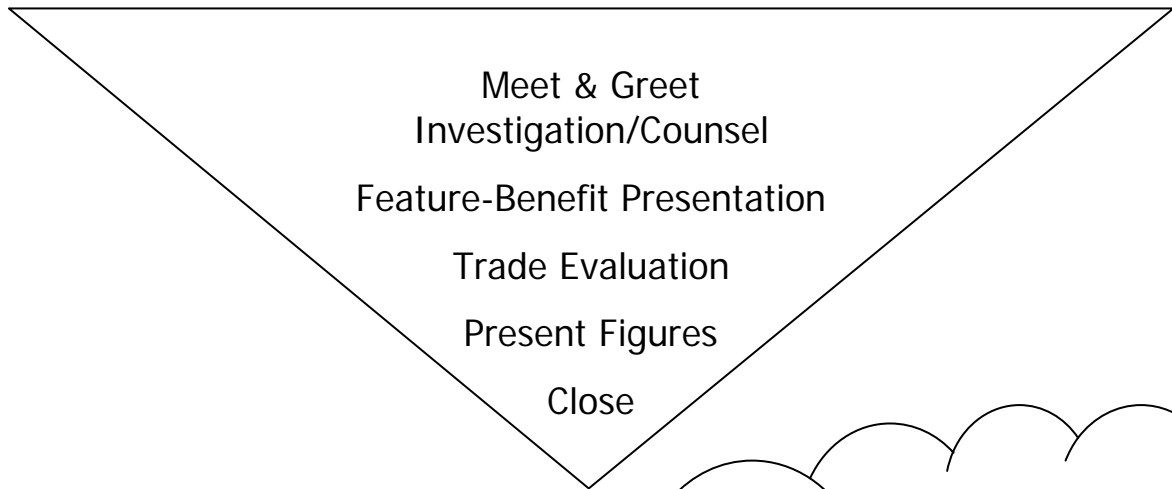 Meet & Greet
Investigation/Counsel
Feature-Benefit Presentation
Trade Evaluation
Present Figures
Close